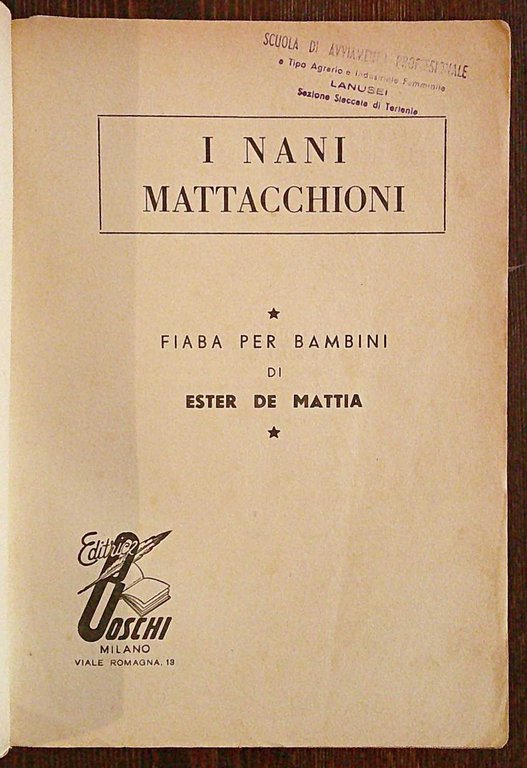 SCUOLA DI AVVIAMENTO PROFESSIONALE
e Tipo Agrario e Industriale Femminile
LANUSEI
Sezione Staccata di Tertenia
I NANI
MATTACCHIONI
FIABA PER BAMBINI
DI
ESTER DE MATTIA
Editrice
BOSCHI
MILANO
VIALE ROMAGNA, 13